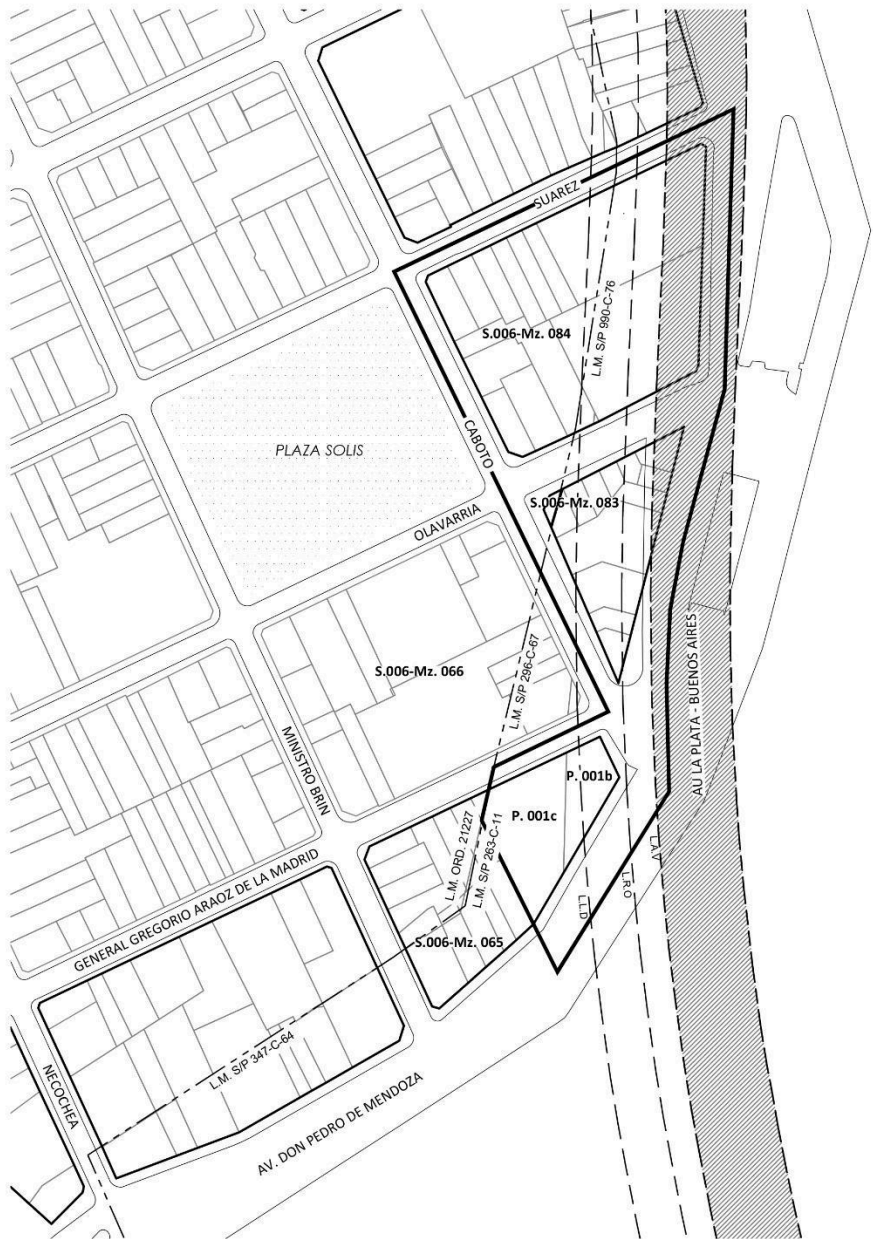 SUAREZ
L.M. S/P 990-C-76
S.006-Mz. 084
CABOTO
PLAZA SOLIS
S.006-Mz. 083
OLAVARRIA
AU LA PLATA - BUENOS AIRES
L.M. S/P 296-C-67
S.006-Mz. 066
MINISTRO BRIN
P. 001b
P. 001c
L.M. ORD. 21227
L.M. S/P 263-C-11
L.A.V
L.R.O
L.L.D
GENERAL GREGORIO ARAOZ DE LA MADRID
S.006-Mz. 065
L.M. S/P 347-C-64
NECOCHEA
AV. DON PEDRO DE MENDOZA